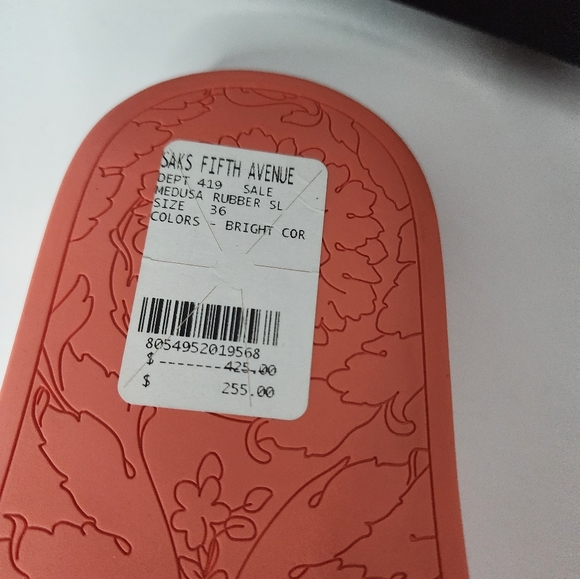 SAKS FIFTH AVENUE
DEPT 419 SALE
MEDUSA RUBBER SL
SIZE 36
COLORS - BRIGHT COR
8054952019568
$ --------425.00
$ 255.00